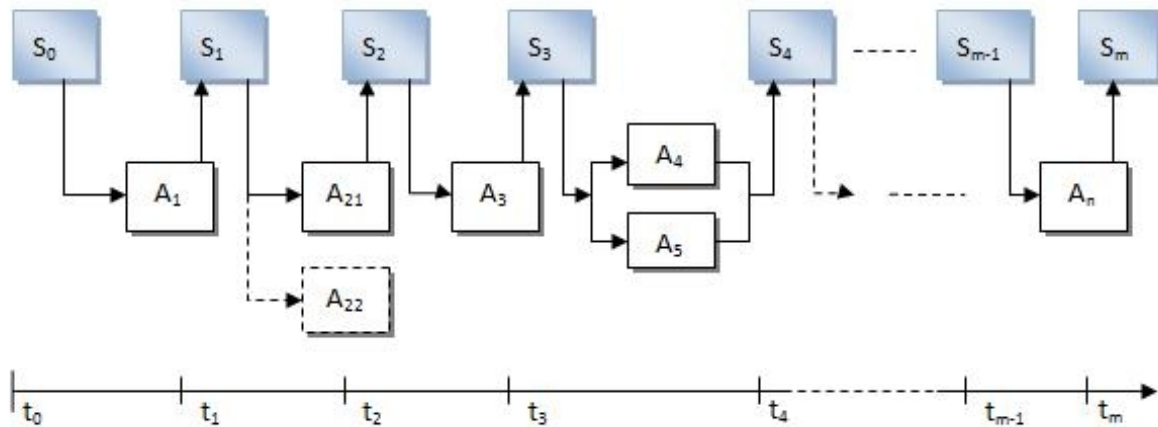 S₀ S₁ S₂ S₃ S₄ Sₘ₋₁ Sₘ
A₁ A₂₁ A₃ A₄ Aₙ
A₅
A₂₂
t₀ t₁ t₂ t₃ t₄ tₘ₋₁ tₘ